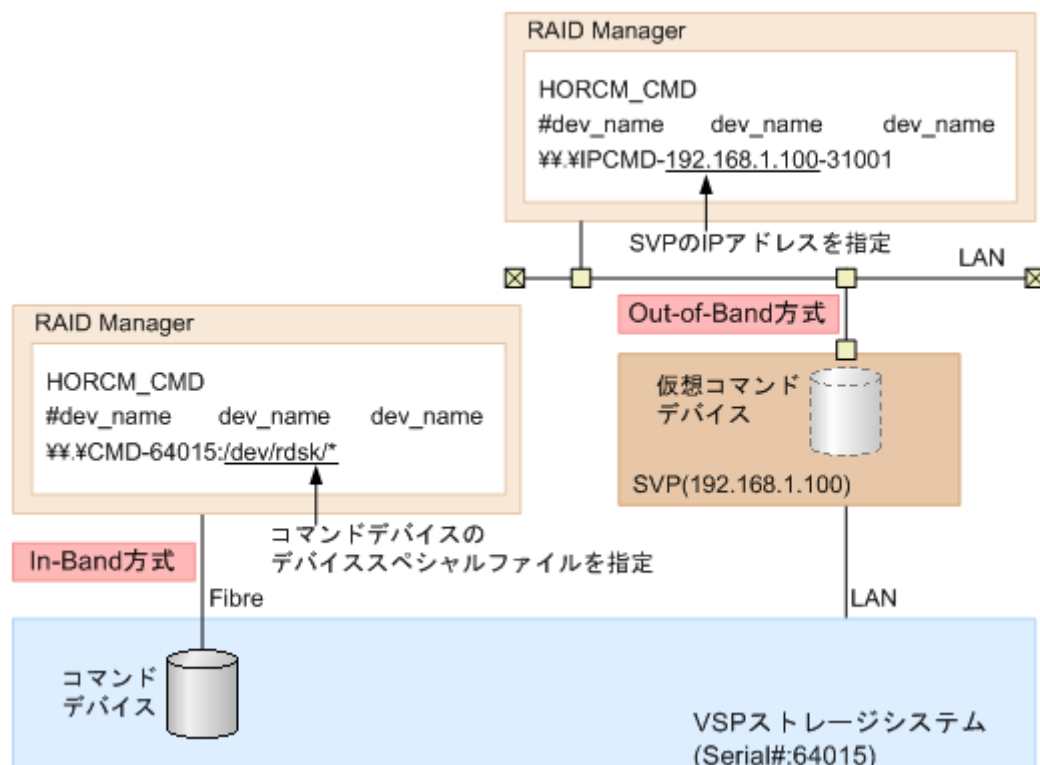 RAID Manager
HORCM_CMD
#dev_name dev_name dev_name
¥¥.¥IPCMD-192.168.1.100-31001
SVPのIPアドレスを指定
LAN
Out-of-Band方式
仮想コマンド
デバイス
SVP(192.168.1.100)
LAN
RAID Manager
HORCM_CMD
#dev_name dev_name dev_name
¥¥.¥CMD-64015:/dev/rdsk/*
コマンドデバイスの
デバイススペシャルファイルを指定
In-Band方式
Fibre
コマンド
デバイス
VSPストレージシステム
(Serial#:64015)